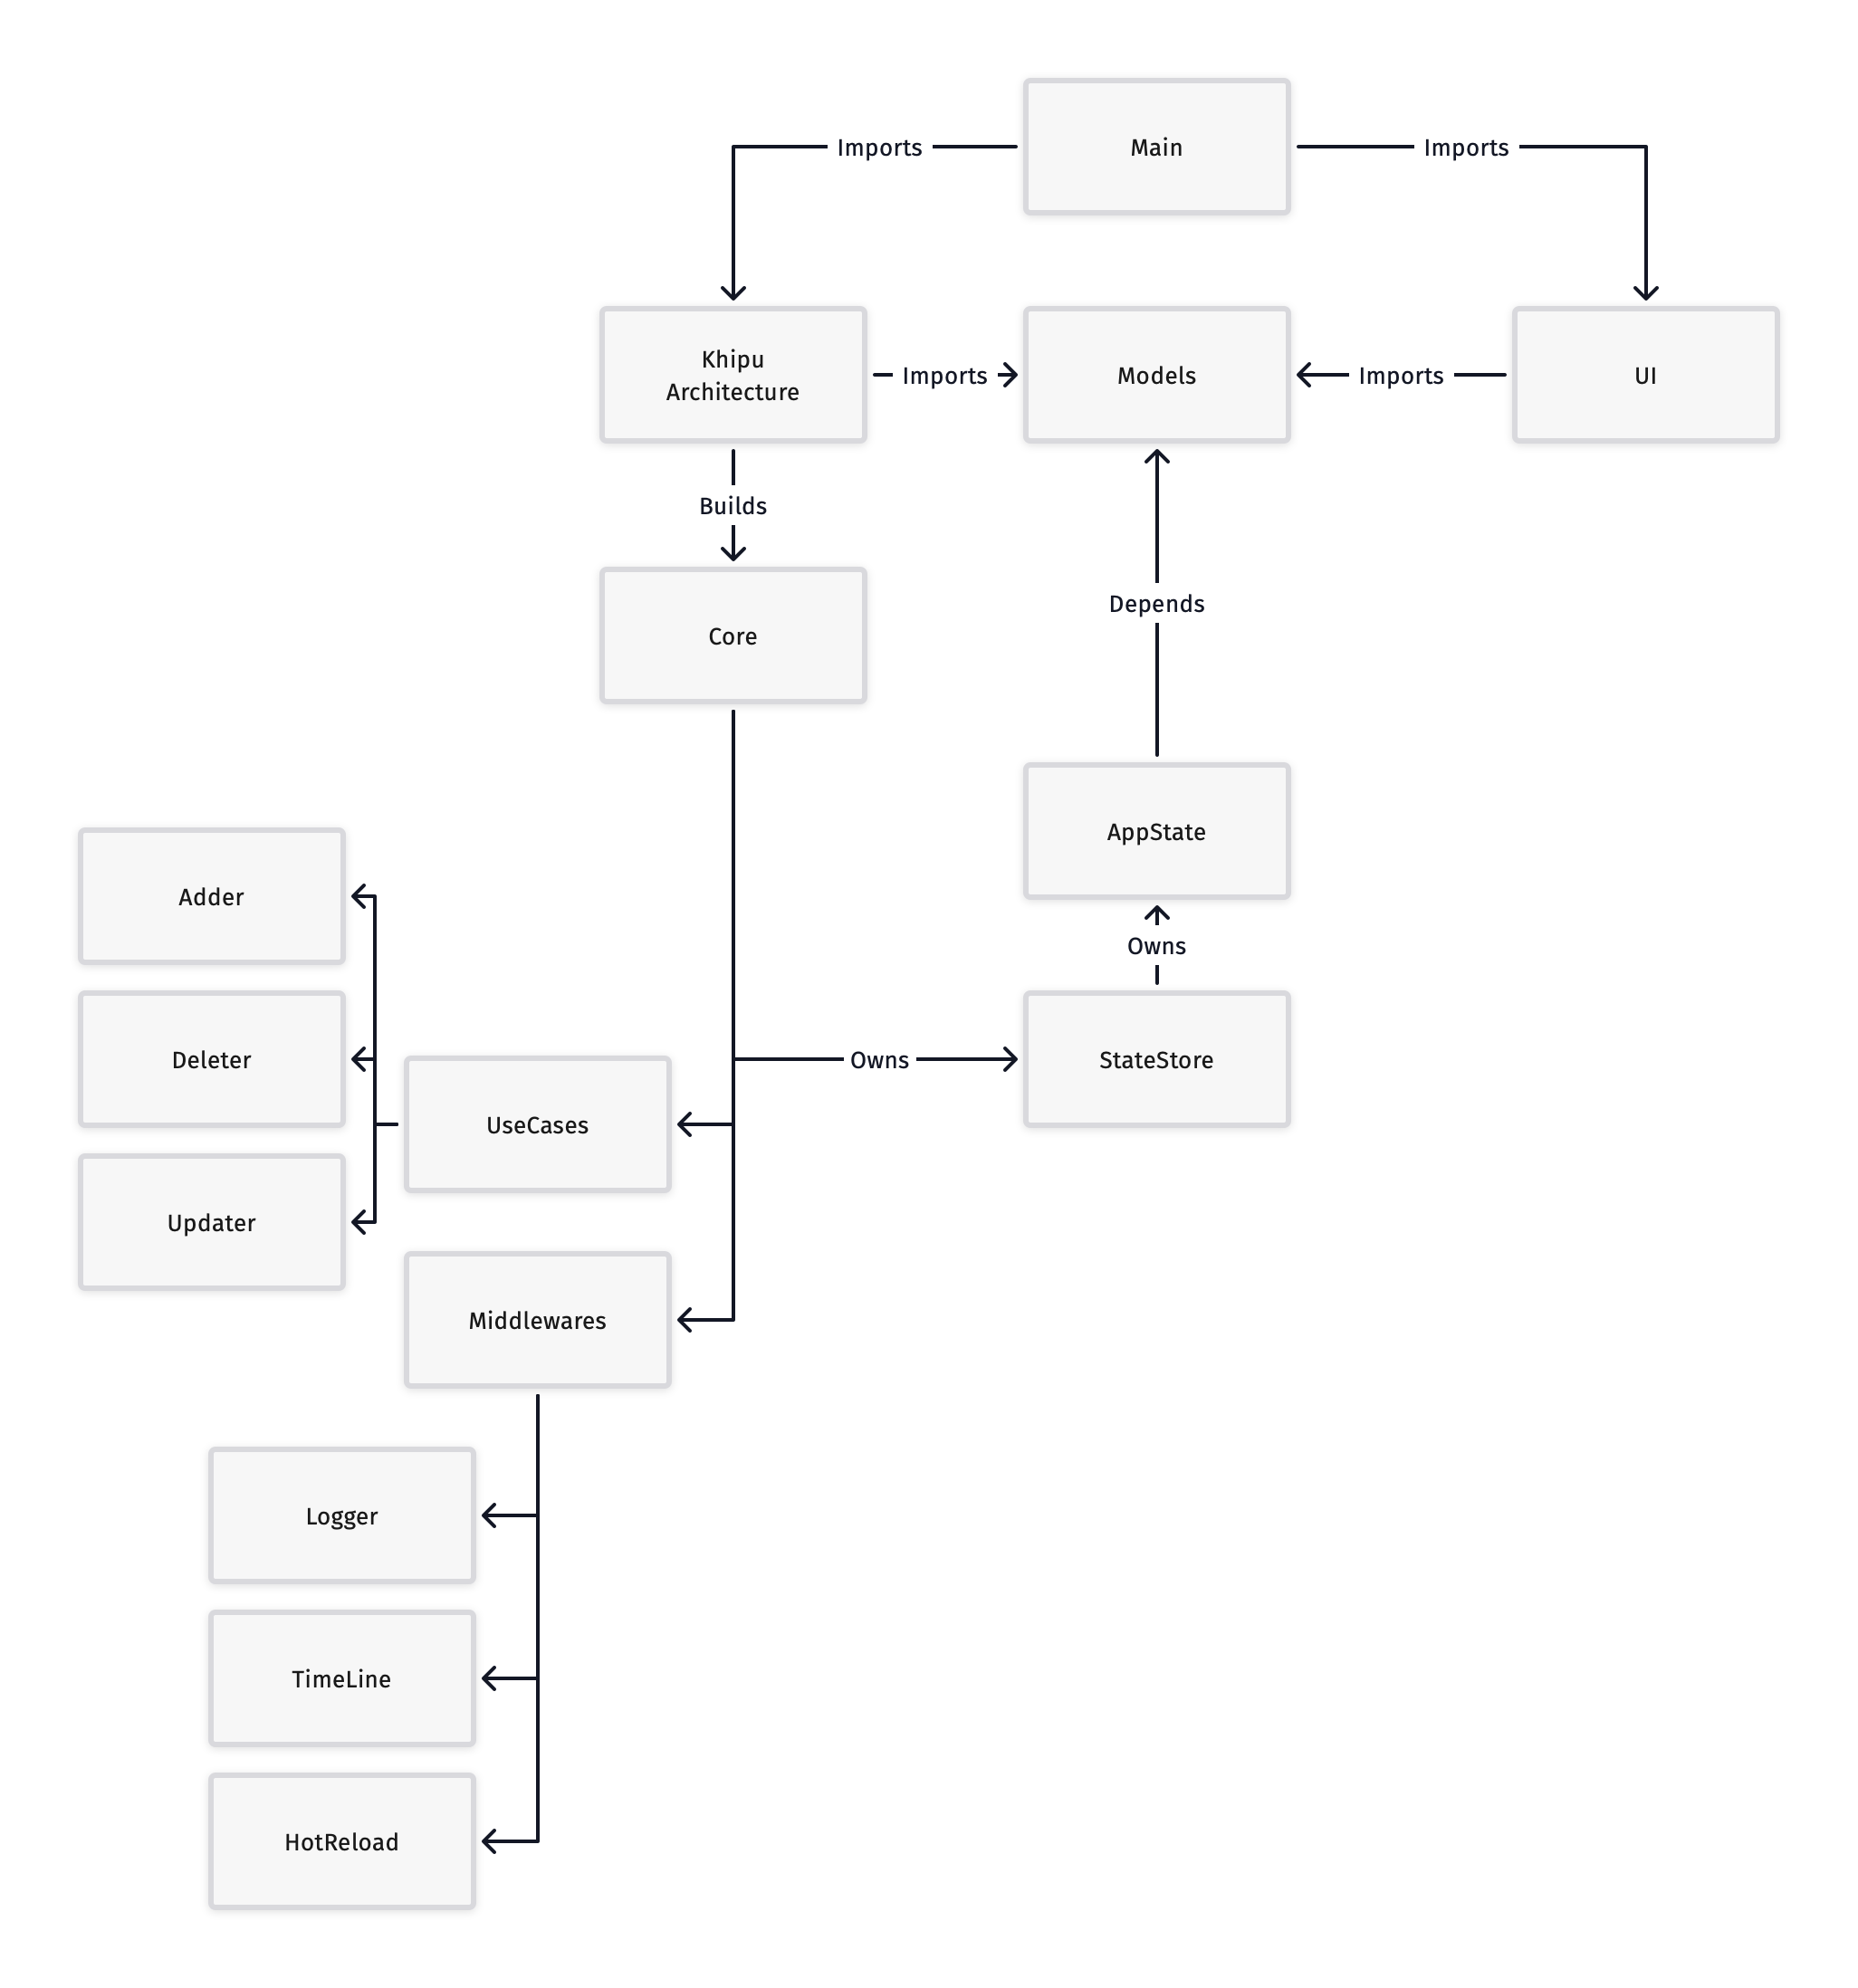 Imports
Main
Imports
Khipu
Architecture
Imports
Models
Imports
UI
Builds
Depends
Core
AppState
Adder
Owns
Deleter
Owns
StateStore
UseCases
Updater
Middlewares
Logger
TimeLine
HotReload